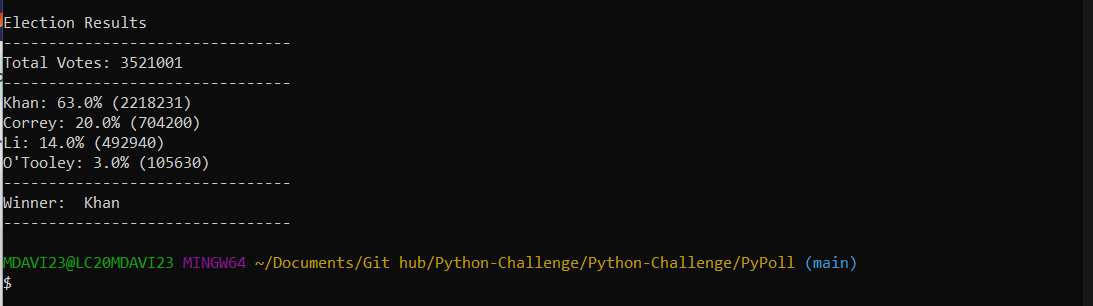 Election Results
--------------------------------
Total Votes: 3521001
--------------------------------
Khan: 63.0% (2218231)
Correy: 20.0% (704200)
Li: 14.0% (492940)
O'Tooley: 3.0% (105630)
--------------------------------
Winner:  Khan
--------------------------------
MDAVI23@LC20MDAVI23 MINGW64 ~/Documents/Git hub/Python-Challenge/Python-Challenge/PyPoll (main)
$